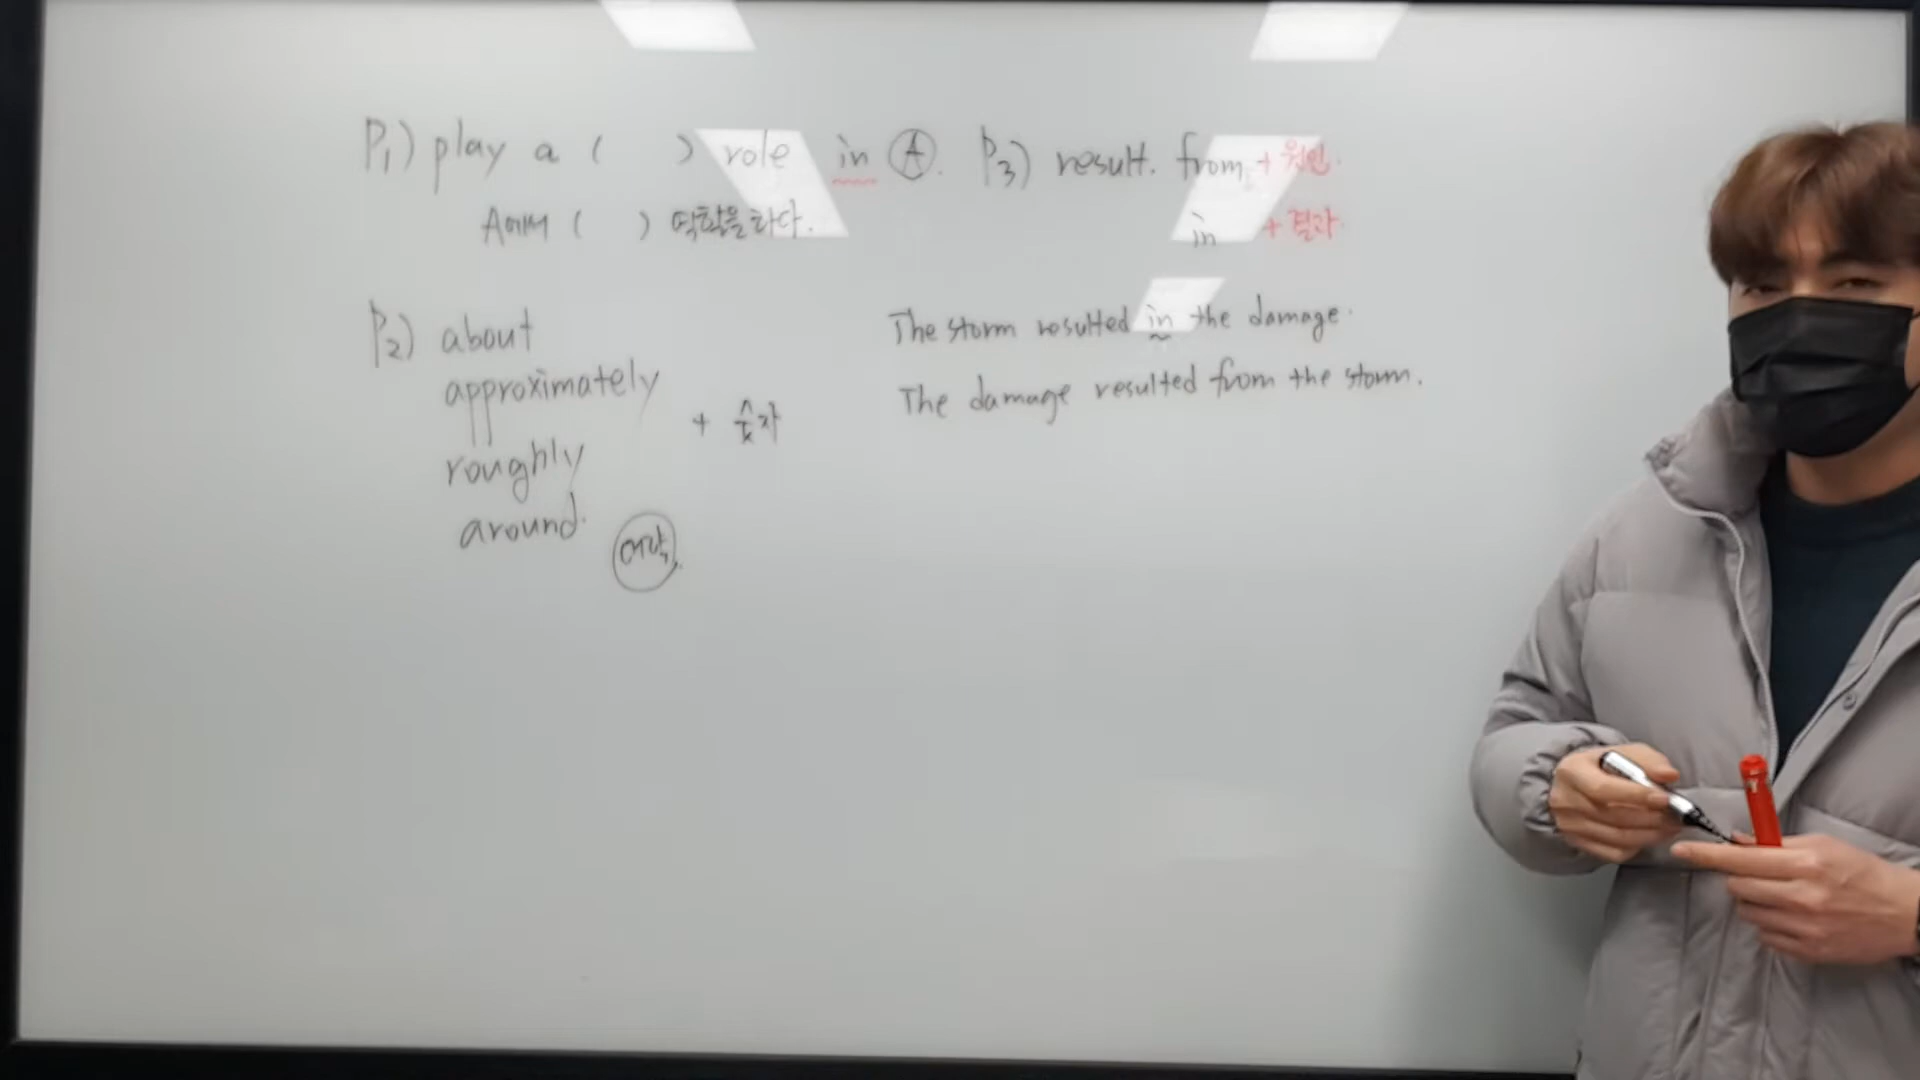 P1) play a (    ) role in Ⓐ.
A에서 (    ) 역할을 하다.
P2) about
approximately
roughly
around.
+ 숫자
대략.
P3) result. from + 원인.
in + 결과
The storm resulted in the damage.
The damage resulted from the storm.